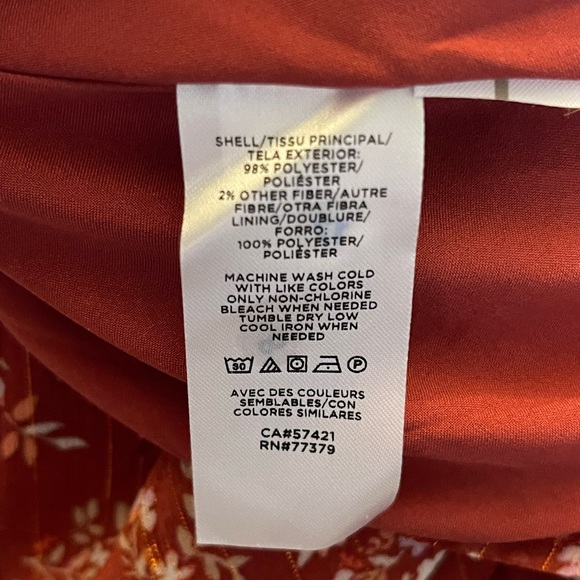 SHELL/TISSU PRINCIPAL/
TELA EXTERIOR:
98% POLYESTER/
POLIÉSTER
2% OTHER FIBER/AUTRE
FIBRE/OTRA FIBRA
LINING/DOUBLURE/
FORRO:
100% POLYESTER/
POLIÉSTER
MACHINE WASH COLD
WITH LIKE COLORS
ONLY NON-CHLORINE
BLEACH WHEN NEEDED
TUMBLE DRY LOW
COOL IRON WHEN
NEEDED
30 P
AVEC DES COULEURS
SEMBLABLES/CON
COLORES SIMILARES
CA#57421
RN#77379